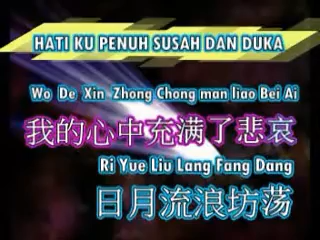 HATI KU PENUH SUSAH DAN DUKA
Wo De Xin Zhong Chong man liao Bei Ai
我的心中充满了悲哀
Ri Yue Liu Lang Fang Dang
日月流浪坊荡